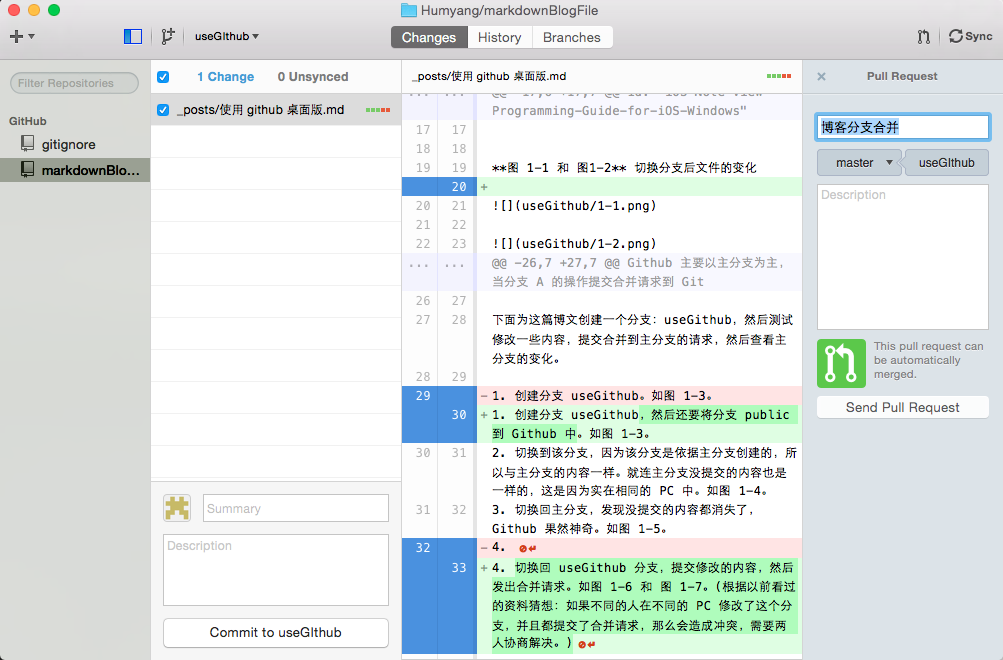 Humyang/markdownBlogFile
useGIthub
Changes
History
Branches
Sync
Filter Repositories
GitHub
gitignore
markdownBlo...
1 Change
0 Unsynced
_posts/使用 github 桌面版.md
_posts/使用 github 桌面版.md
Programming-Guide-for-iOS-Windows"
17 17
18 18
19 19 **图 1-1 和 图1-2** 切换分支后文件的变化
20 +
20 21 ![](useGithub/1-1.png)
21 22
22 23 ![](useGithub/1-2.png)
... ... @@ -26,7 +27,7 @@ Github 主要以主分支为主,
当分支 A 的操作提交合并请求到 Git
26 27
27 28 下面为这篇博文创建一个分支：useGithub，然后测试
修改一些内容，提交合并到主分支的请求，然后查看主
分支的变化。
28 29
29 -1. 创建分支 useGithub。如图 1-3。
30 +1. 创建分支 useGithub，然后还要将分支 public
到 Github 中。如图 1-3。
30 31 2. 切换到该分支，因为该分支是依据主分支创建的，所
以与主分支的内容一样。就连主分支没提交的内容也是
一样的，这是因为实在相同的 PC 中。如图 1-4。
31 32 3. 切换回主分支，发现没提交的内容都消失了，
Github 果然神奇。如图 1-5。
32 -4.
33 +4. 切换回 useGithub 分支，提交修改的内容，然后
发出合并请求。如图 1-6 和 图 1-7。(根据以前看过
的资料猜想：如果不同的人在不同的 PC 修改了这个分
支，并且都提交了合并请求，那么会造成冲突，需要两
人协商解决。)
Summary
Description
Commit to useGIthub
Pull Request
博客分支合并
master
useGIthub
Description
This pull request can
be automatically
merged.
Send Pull Request